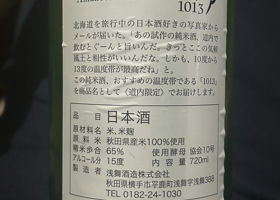 1013
北海道を旅行中の日本酒好きの写真家から
メールが届いた。「あの試作の純米酒、道内で
飲むとぐーんと旨いんだ。きっとここの気候
風土と相性がいいんだな。しかも、10度から
13度の温度帯が最高だね」と。
この純米酒、おすすめの温度帯である「1013」
を商品名として〈道内限定〉でお届けします。
品目 日本酒
原材料名 米、米麹
原料米 秋田県産米100%使用
精米歩合 65% 使用酵母 協会10号
アルコール分 15度 内容量 720ml
製造者 浅舞酒造株式会社
秋田県横手市平鹿町浅舞字浅舞388
TEL 0182-24-1030